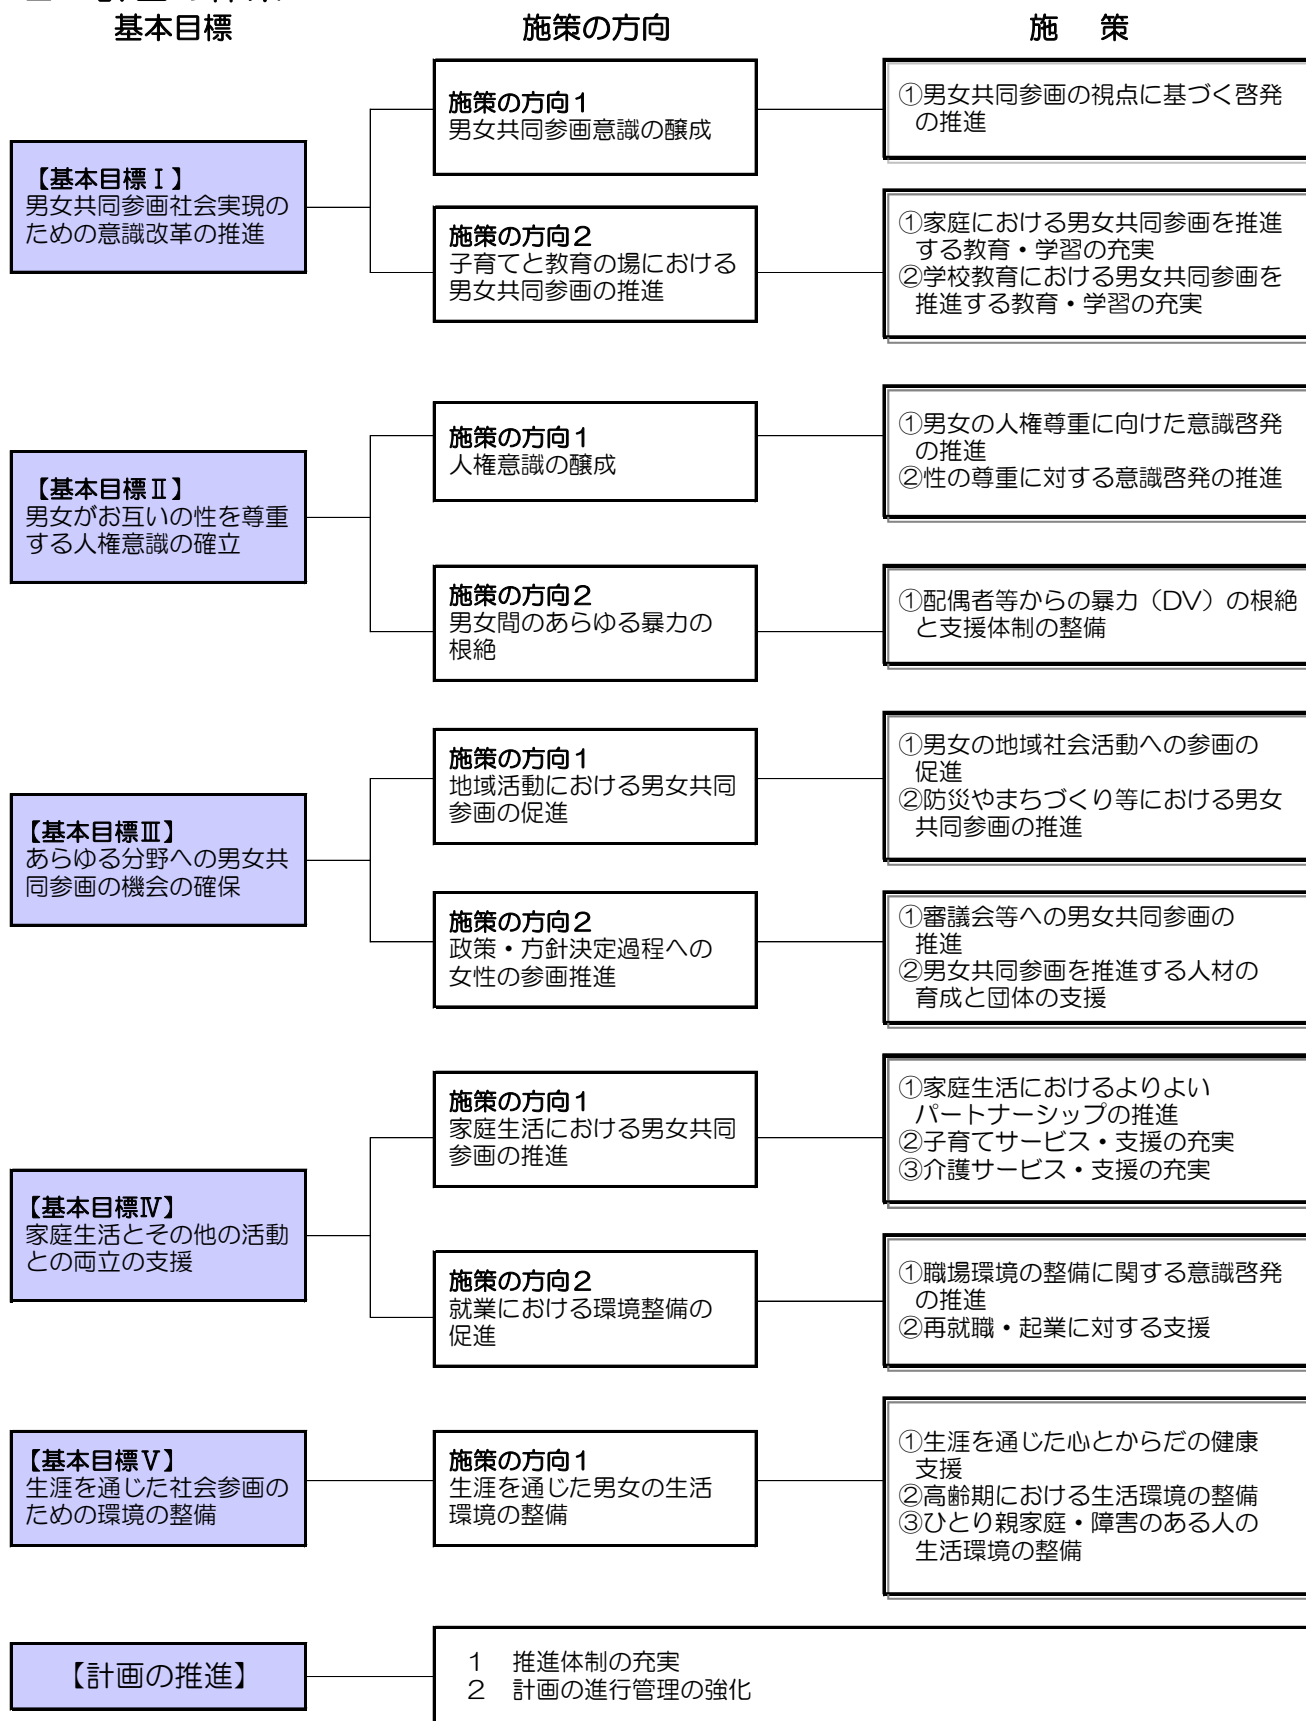 基本目標
施策の方向
施　策
【基本目標Ⅰ】
男女共同参画社会実現の
ための意識改革の推進
施策の方向1
男女共同参画意識の醸成
①男女共同参画の視点に基づく啓発
の推進
施策の方向2
子育てと教育の場における
男女共同参画の推進
①家庭における男女共同参画を推進
する教育・学習の充実
②学校教育における男女共同参画を
推進する教育・学習の充実
【基本目標Ⅱ】
男女がお互いの性を尊重
する人権意識の確立
施策の方向1
人権意識の醸成
①男女の人権尊重に向けた意識啓発
の推進
②性の尊重に対する意識啓発の推進
施策の方向2
男女間のあらゆる暴力の
根絶
①配偶者等からの暴力（DV）の根絶
と支援体制の整備
【基本目標Ⅲ】
あらゆる分野への男女共
同参画の機会の確保
施策の方向1
地域活動における男女共同
参画の促進
①男女の地域社会活動への参画の
促進
②防災やまちづくり等における男女
共同参画の推進
施策の方向2
政策・方針決定過程への
女性の参画推進
①審議会等への男女共同参画の
推進
②男女共同参画を推進する人材の
育成と団体の支援
【基本目標Ⅳ】
家庭生活とその他の活動
との両立の支援
施策の方向1
家庭生活における男女共同
参画の推進
①家庭生活におけるよりよい
パートナーシップの推進
②子育てサービス・支援の充実
③介護サービス・支援の充実
施策の方向2
就業における環境整備の
促進
①職場環境の整備に関する意識啓発
の推進
②再就職・起業に対する支援
【基本目標Ⅴ】
生涯を通じた社会参画の
ための環境の整備
施策の方向1
生涯を通じた男女の生活
環境の整備
①生涯を通じた心とからだの健康
支援
②高齢期における生活環境の整備
③ひとり親家庭・障害のある人の
生活環境の整備
【計画の推進】
1　推進体制の充実
2　計画の進行管理の強化